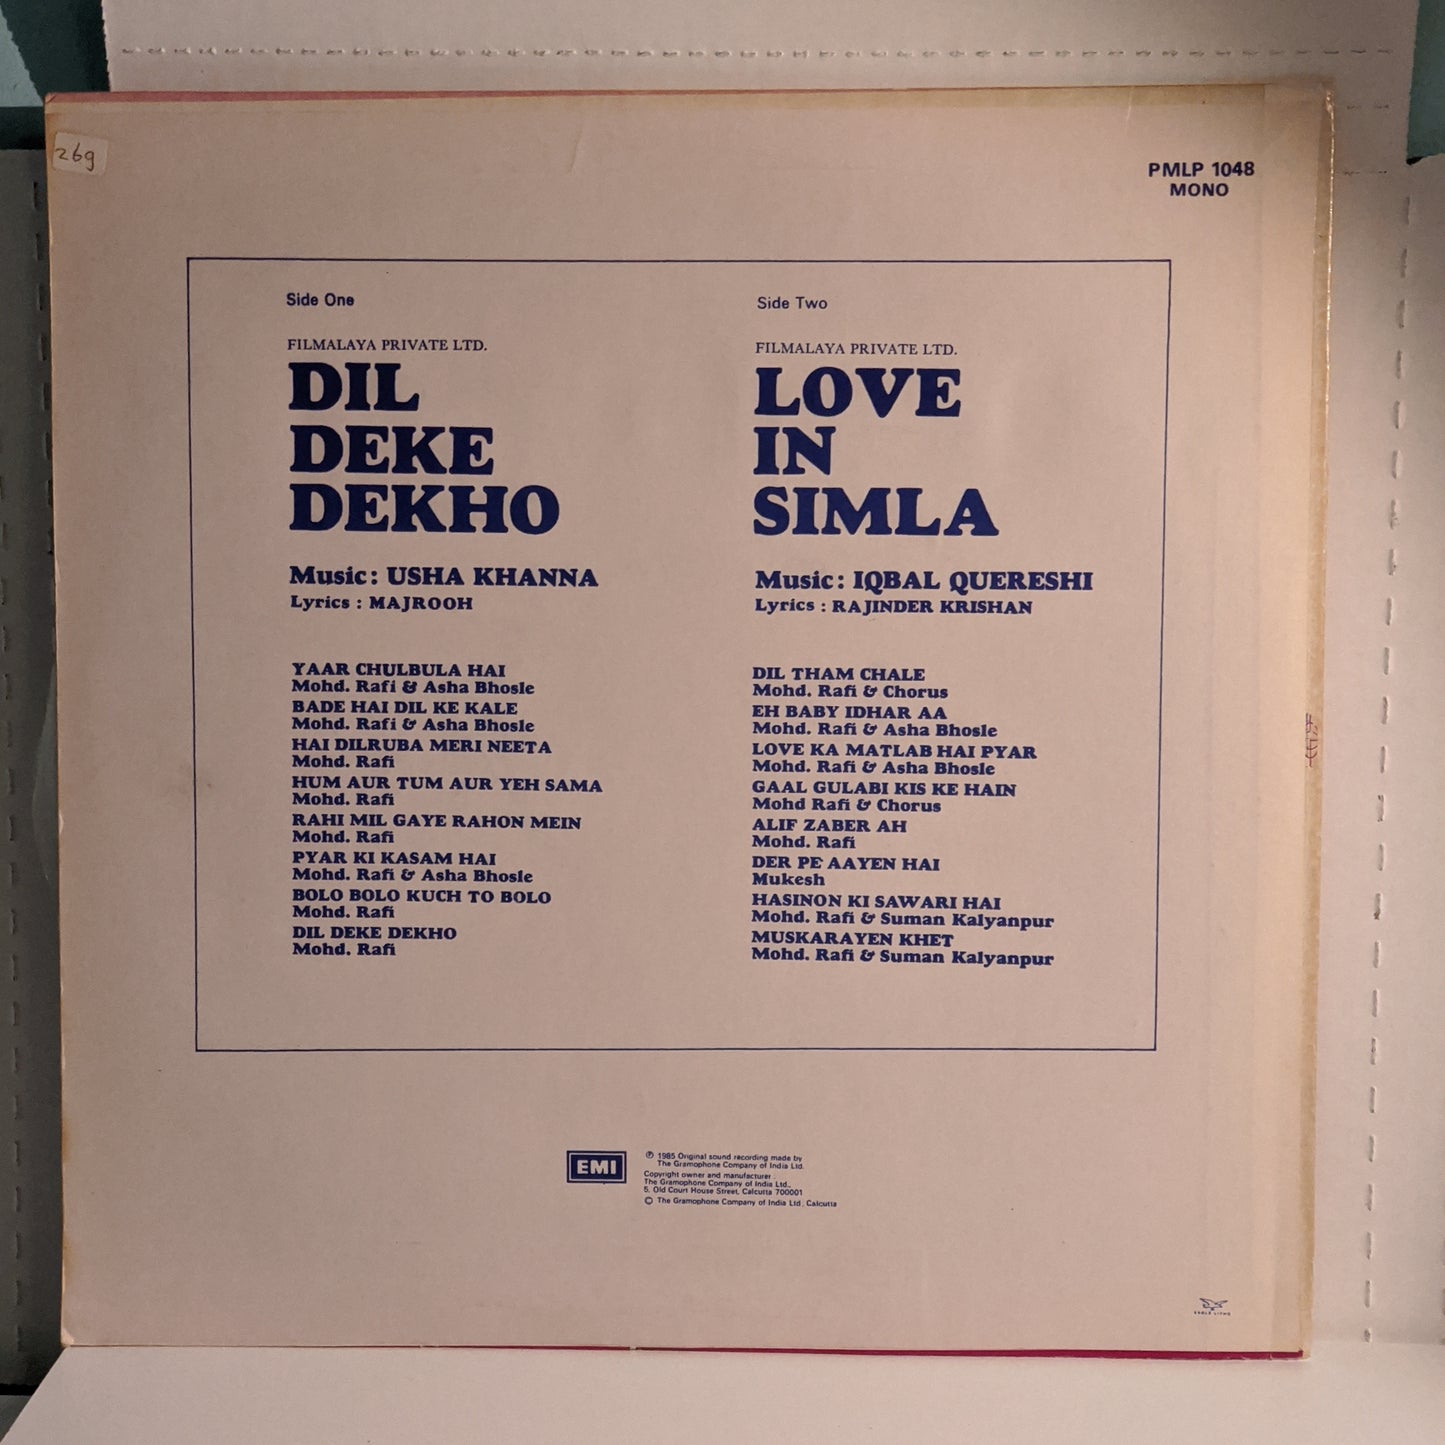 269
PMLP 1048
MONO
Side One
FILMALAYA PRIVATE LTD.
DIL
DEKE
DEKHO
Music: USHA KHANNA
Lyrics : MAJROOH
YAAR CHULBULA HAI
Mohd. Rafi & Asha Bhosle
BADE HAI DIL KE KALE
Mohd. Rafi & Asha Bhosle
HAI DILRUBA MERI NEETA
Mohd. Rafi
HUM AUR TUM AUR YEH SAMA
Mohd. Rafi
RAHI MIL GAYE RAHON MEIN
Mohd. Rafi
PYAR KI KASAM HAI
Mohd. Rafi & Asha Bhosle
BOLO BOLO KUCH TO BOLO
Mohd. Rafi
DIL DEKE DEKHO
Mohd. Rafi
Side Two
FILMALAYA PRIVATE LTD.
LOVE
IN
SIMLA
Music: IQBAL QUERESHI
Lyrics : RAJINDER KRISHAN
DIL THAM CHALE
Mohd. Rafi & Chorus
EH BABY IDHAR AA
Mohd. Rafi & Asha Bhosle
LOVE KA MATLAB HAI PYAR
Mohd. Rafi & Asha Bhosle
GAAL GULABI KIS KE HAIN
Mohd Rafi & Chorus
ALIF ZABER AH
Mohd. Rafi
DER PE AAYEN HAI
Mukesh
HASINON KI SAWARI HAI
Mohd. Rafi & Suman Kalyanpur
MUSKARAYEN KHET
Mohd. Rafi & Suman Kalyanpur
EMI
℗ 1985 Original sound recording made by
The Gramophone Company of India Ltd.
Copyright owner and manufacturer
The Gramophone Company of India Ltd.,
5, Old Court House Street, Calcutta 700001
© The Gramophone Company of India Ltd., Calcutta